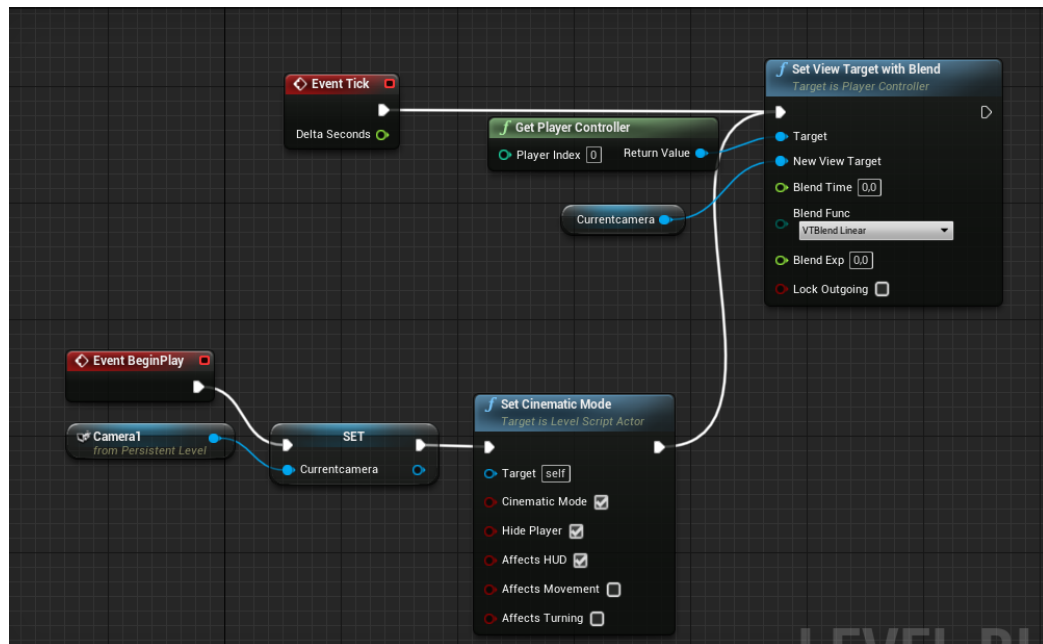 Event Tick
Delta Seconds
Get Player Controller
Player Index 0 Return Value
Currentcamera
Set View Target with Blend
Target is Player Controller
Target
New View Target
Blend Time 0,0
Blend Func
VTBlend Linear
Blend Exp 0,0
Lock Outgoing
Event BeginPlay
Camera1
from Persistent Level
SET
Currentcamera
Set Cinematic Mode
Target is Level Script Actor
Target self
Cinematic Mode
Hide Player
Affects HUD
Affects Movement
Affects Turning